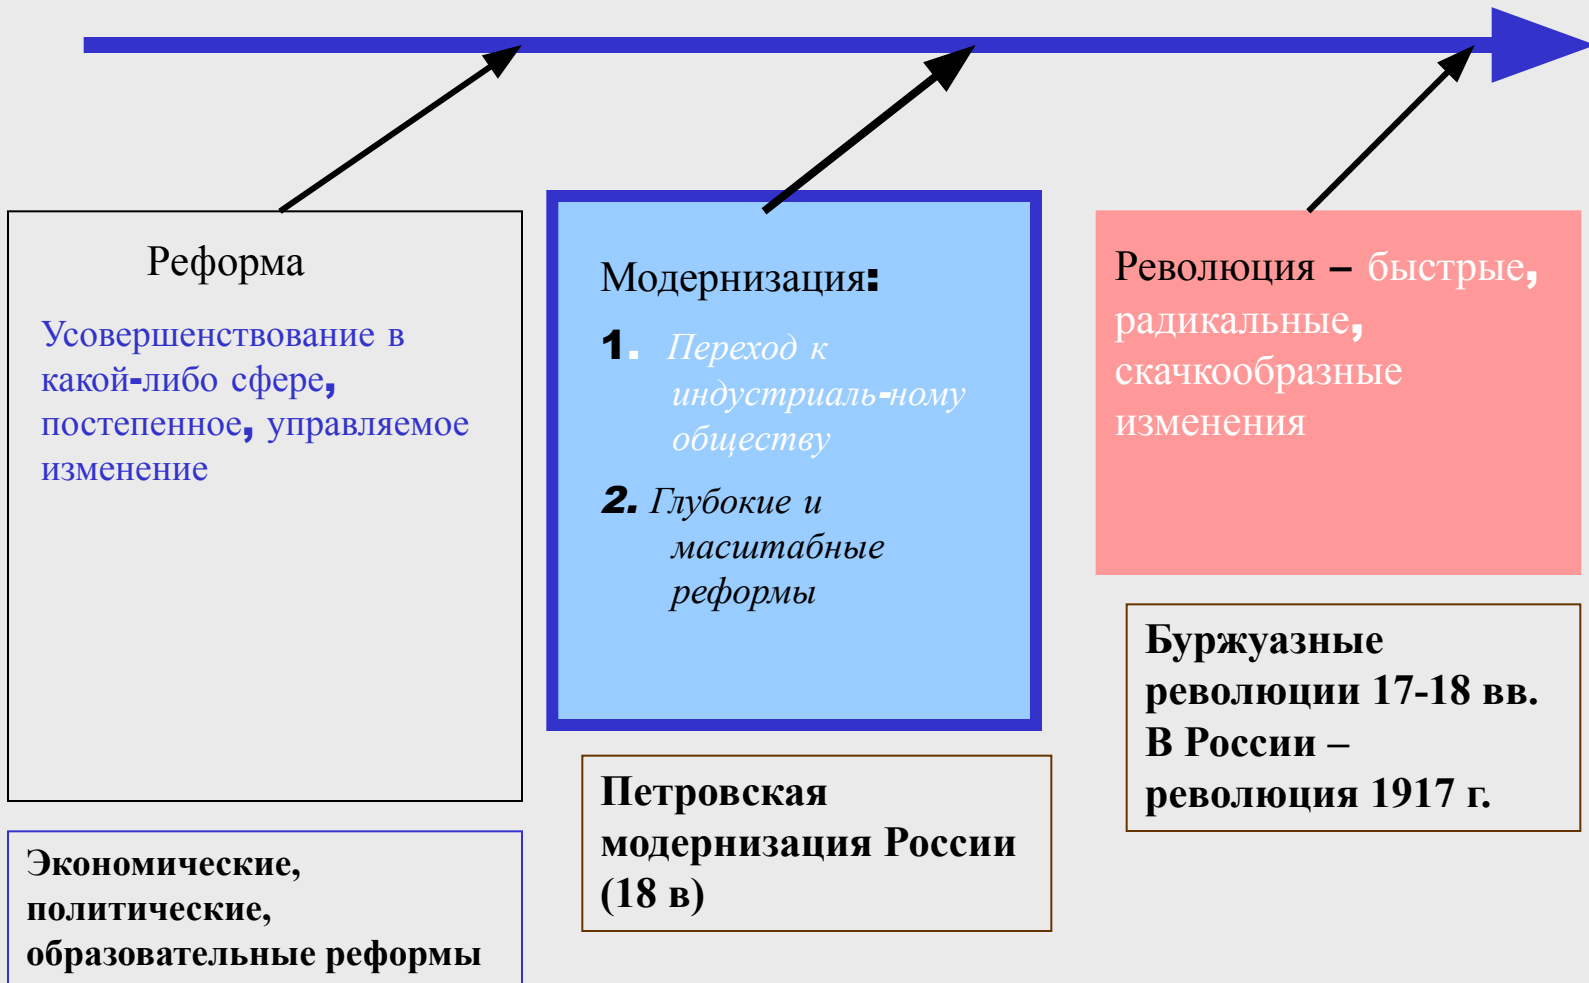 Реформа
Усовершенствование в
какой-либо сфере,
постепенное, управляемое
изменение
Экономические,
политические,
образовательные реформы
Модернизация:
1. Переход к
индустриаль-ному
обществу
2. Глубокие и
масштабные
реформы
Петровская
модернизация России
(18 в)
Революция – быстрые,
радикальные,
скачкообразные
изменения
Буржуазные
революции 17-18 вв.
В России –
революция 1917 г.